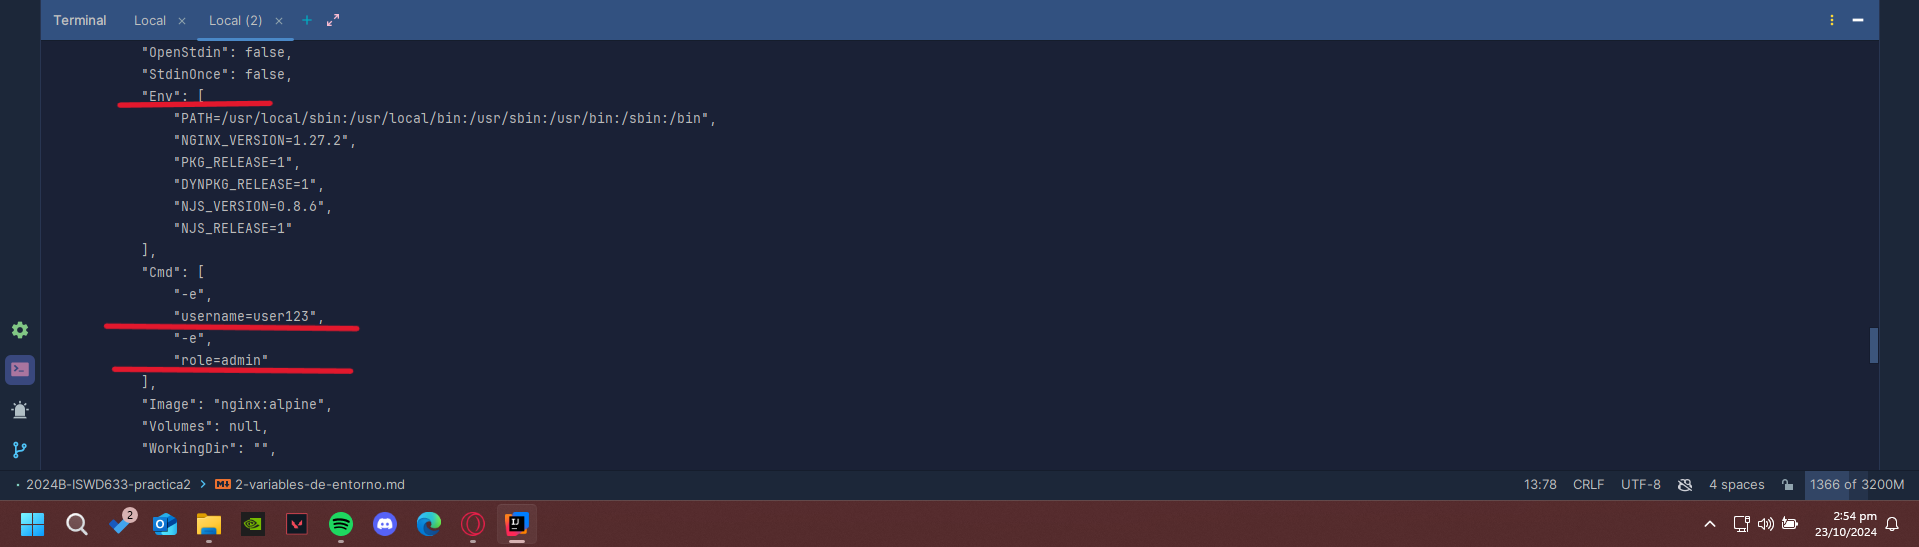 Terminal Local × Local (2) ×
"OpenStdin": false,
"StdinOnce": false,
"Env": [
"PATH=/usr/local/sbin:/usr/local/bin:/usr/sbin:/usr/bin:/sbin:/bin",
"NGINX_VERSION=1.27.2",
"PKG_RELEASE=1",
"DYNPKG_RELEASE=1",
"NJS_VERSION=0.8.6",
"NJS_RELEASE=1"
],
"Cmd": [
"-e",
"username=user123",
"-e",
"role=admin"
],
"Image": "nginx:alpine",
"Volumes": null,
"WorkingDir": "",
2024B-ISWD633-practica2 > 2-variables-de-entorno.md 13:78 CRLF UTF-8 4 spaces 1366 of 3200M
2
2:54 pm
23/10/2024